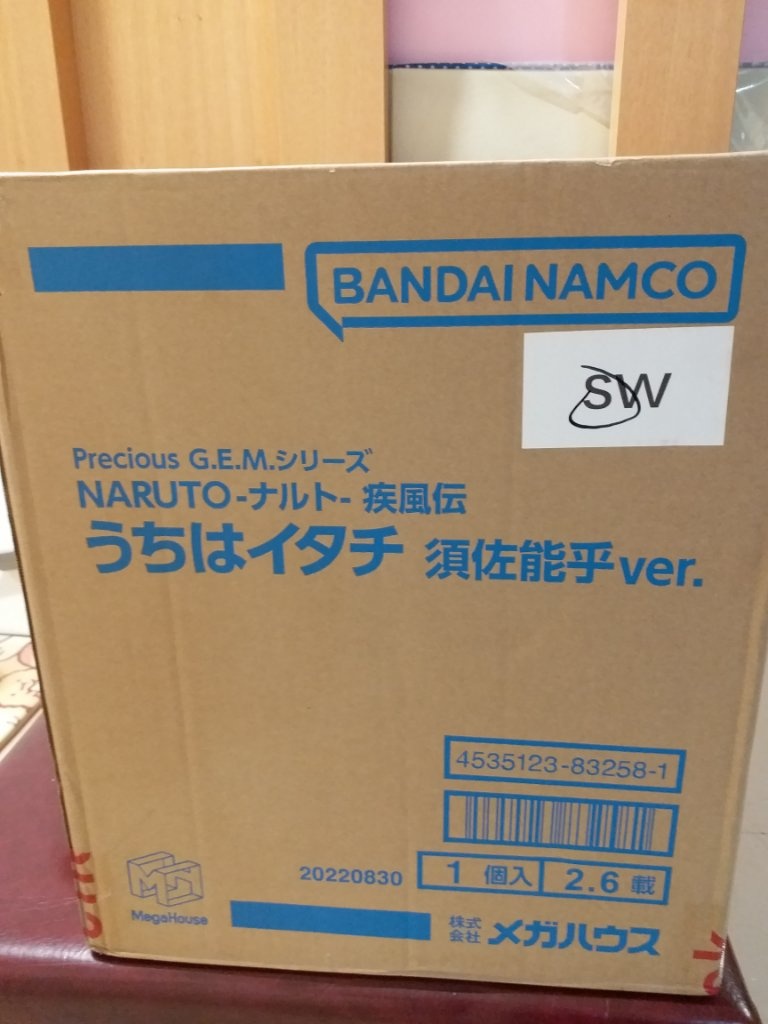 BANDAI NAMCO
SW
Precious G.E.M.シリーズ
NARUTO-ナルト- 疾風伝
うちはイタチ 須佐能乎ver.
4535123-83258-1
20220830
1 個入
2.6 載
MegaHouse
株式会社 メガハウス